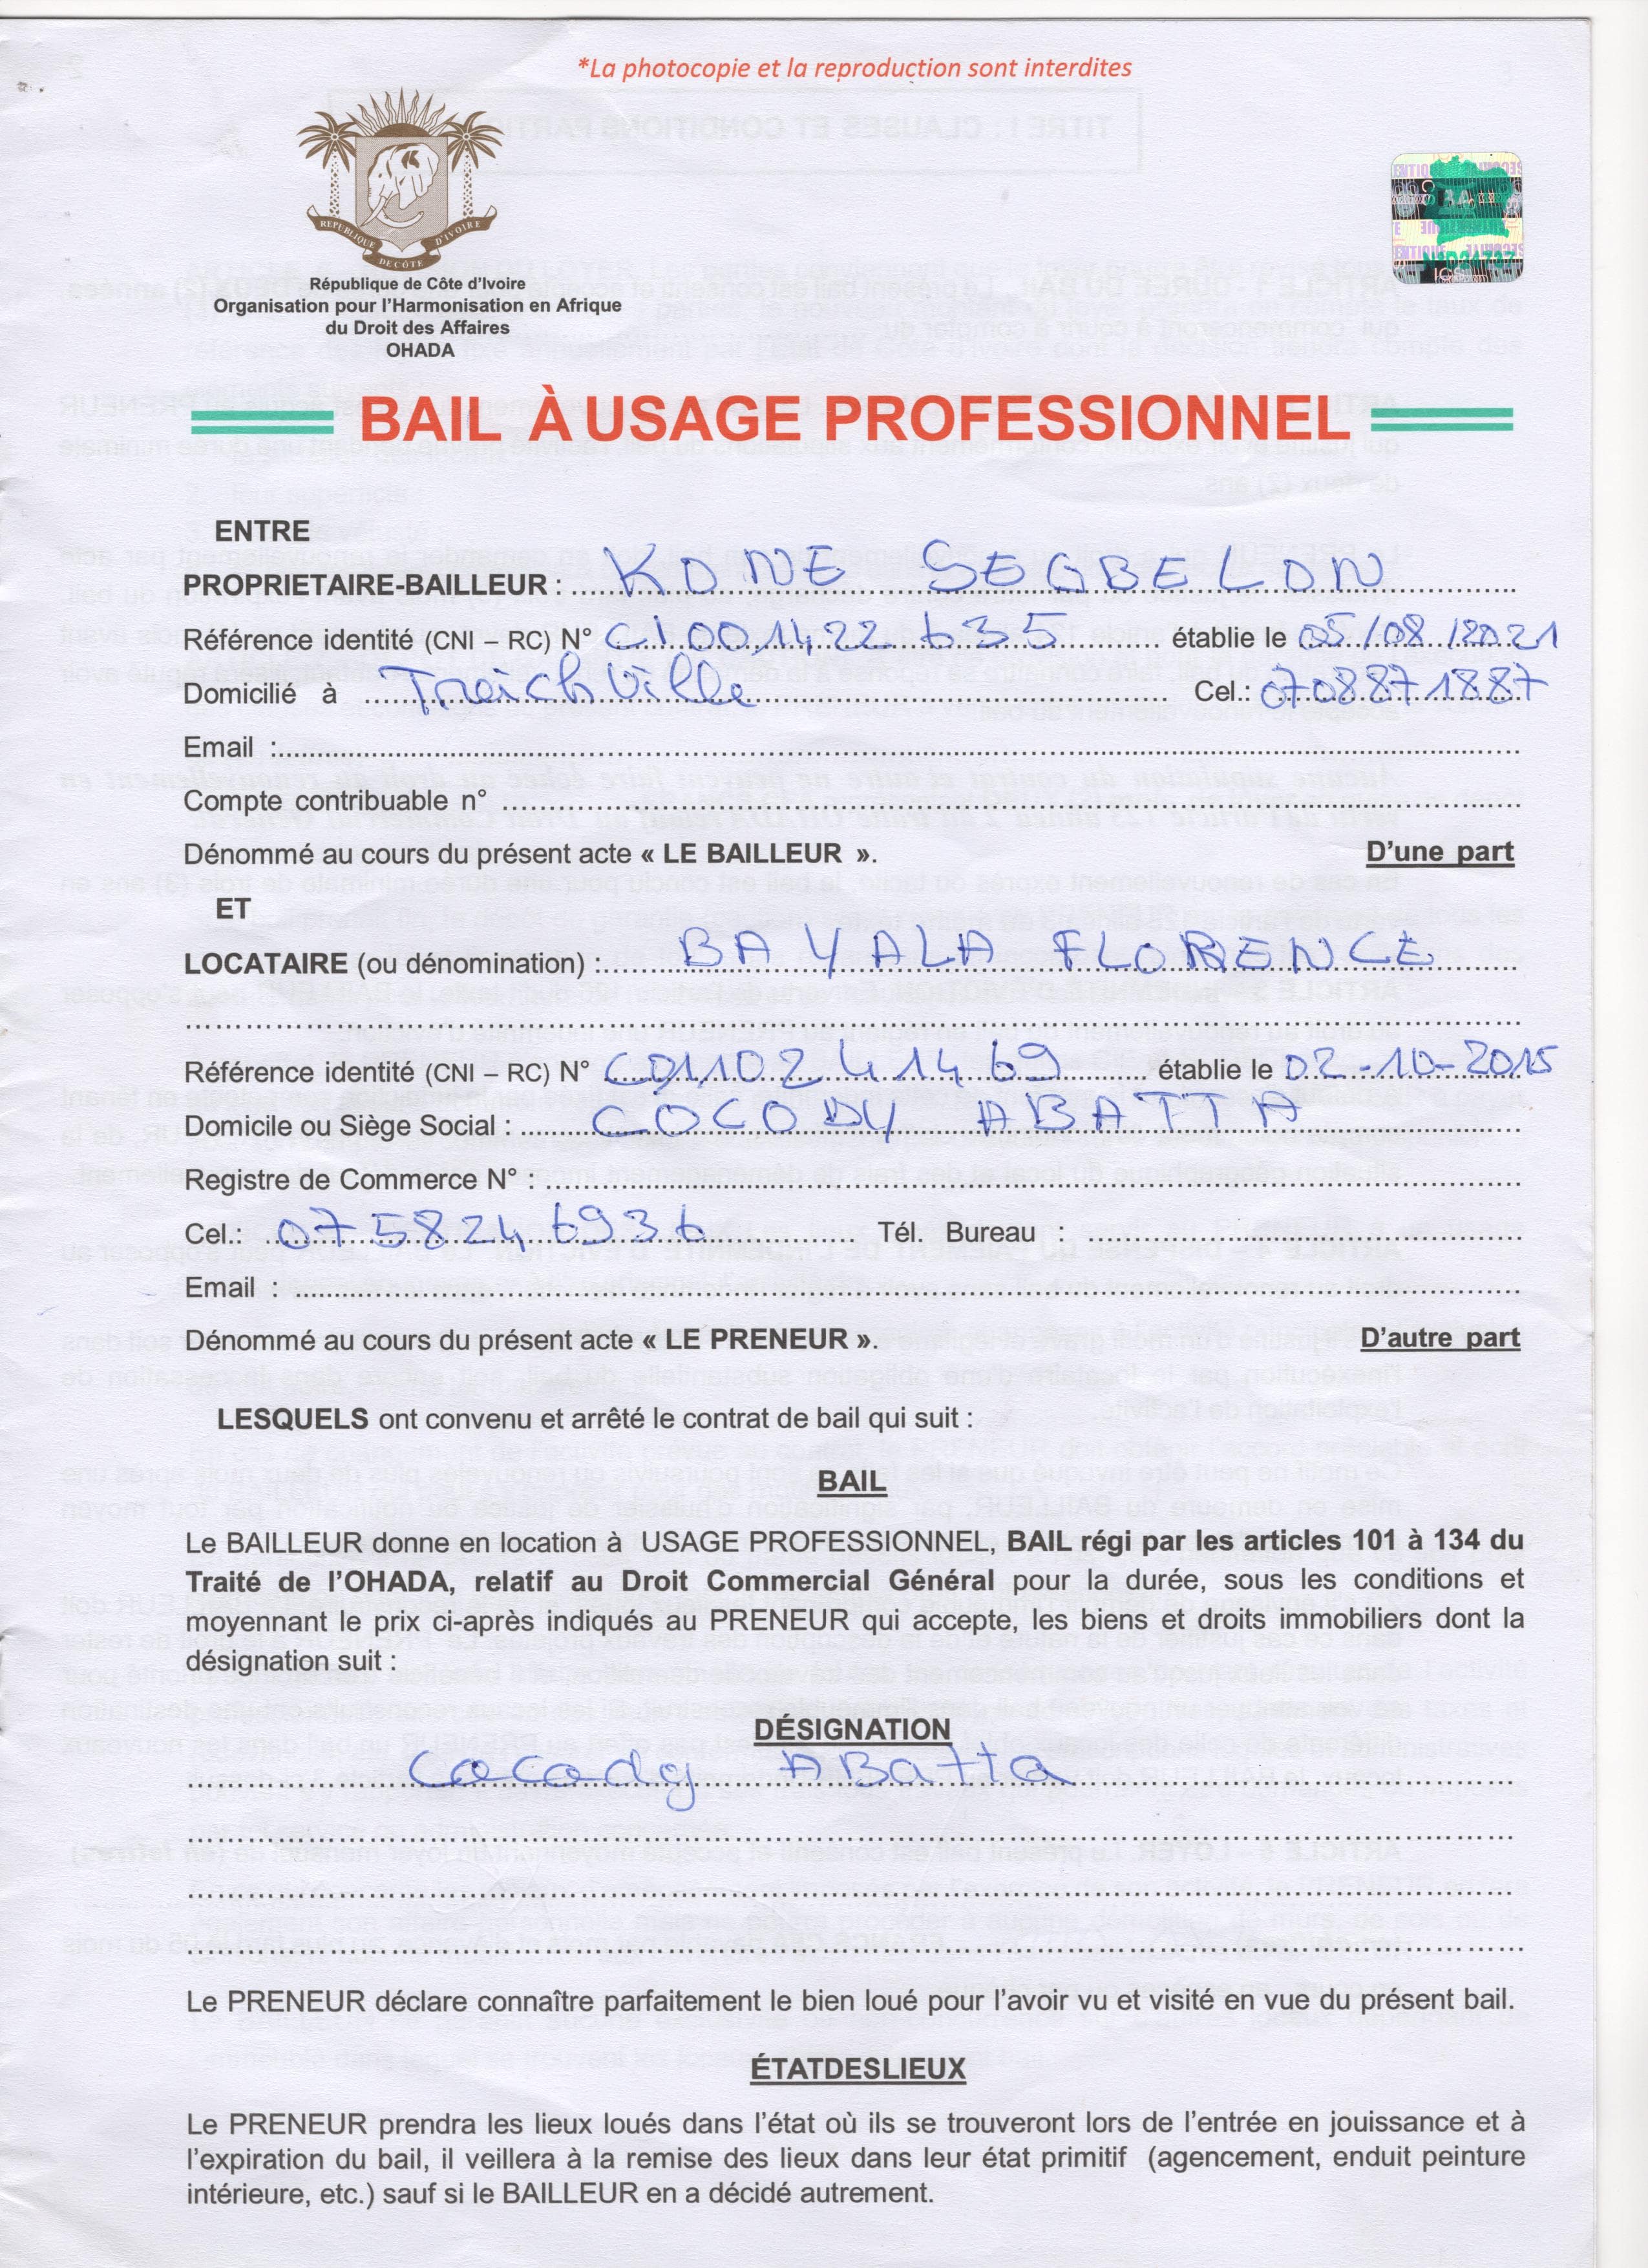 *La photocopie et la reproduction sont interdites
REPUBLIQUE DE CÔTE D'IVOIRE
République de Côte d'Ivoire
Organisation pour l'Harmonisation en Afrique
du Droit des Affaires
OHADA
BAIL À USAGE PROFESSIONNEL
ENTRE
PROPRIETAIRE-BAILLEUR : KONE SEGBELON
Référence identité (CNI – RC) N° CI001422635 établie le 05/08/2021
Domicilié à Treichville Cel.: 0708871887
Email :
Compte contribuable n°
Dénommé au cours du présent acte « LE BAILLEUR ». D'une part
ET
LOCATAIRE (ou dénomination) : BAYALA FLORENCE
Référence identité (CNI – RC) N° C01102414 69 établie le 02-10-2015
Domicile ou Siège Social : COCODY ABATTA
Registre de Commerce N° :
Cel.: 0758246936 Tél. Bureau :
Email :
Dénommé au cours du présent acte « LE PRENEUR ». D'autre part
LESQUELS ont convenu et arrêté le contrat de bail qui suit :
BAIL
Le BAILLEUR donne en location à USAGE PROFESSIONNEL, BAIL régi par les articles 101 à 134 du
Traité de l'OHADA, relatif au Droit Commercial Général pour la durée, sous les conditions et
moyennant le prix ci-après indiqués au PRENEUR qui accepte, les biens et droits immobiliers dont la
désignation suit :
DÉSIGNATION
Cocody ABatta
Le PRENEUR déclare connaître parfaitement le bien loué pour l'avoir vu et visité en vue du présent bail.
ÉTATDESLIEUX
Le PRENEUR prendra les lieux loués dans l'état où ils se trouveront lors de l'entrée en jouissance et à
l'expiration du bail, il veillera à la remise des lieux dans leur état primitif (agencement, enduit peinture
intérieure, etc.) sauf si le BAILLEUR en a décidé autrement.